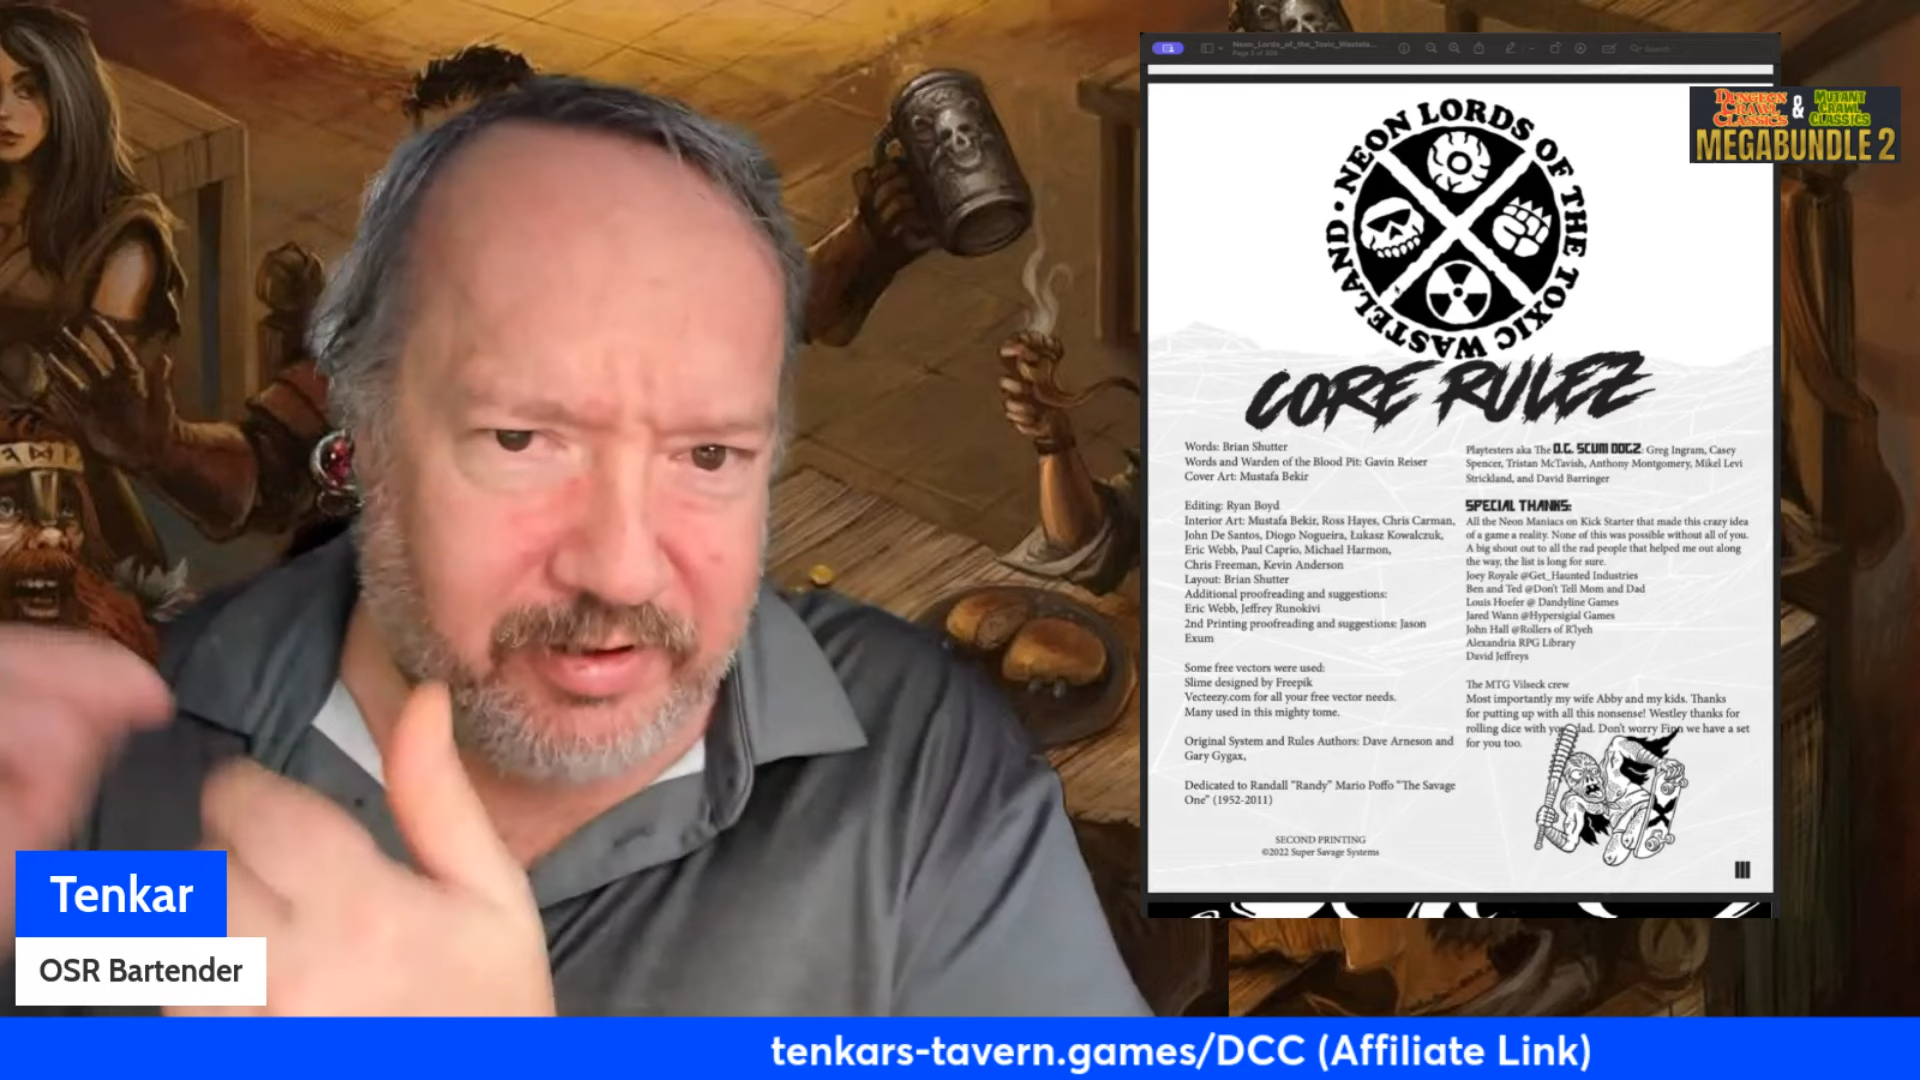 Neon_Lords_of_the_Toxic_Wastela...
Search
DUNGEON CRAWL CLASSICS & MUTANT CRAWL CLASSICS
MEGABUNDLE 2
NEON LORDS OF THE TOXIC WASTELAND •
CORE RULEZ
Words: Brian Shutter
Words and Warden of the Blood Pit: Gavin Reiser
Cover Art: Mustafa Bekir
Editing: Ryan Boyd
Interior Art: Mustafa Bekir, Ross Hayes, Chris Carman,
John De Santos, Diogo Nogueira, Łukasz Kowalczuk,
Eric Webb, Paul Caprio, Michael Harmon,
Chris Freeman, Kevin Anderson
Layout: Brian Shutter
Additional proofreading and suggestions:
Eric Webb, Jeffrey Runokivi
2nd Printing proofreading and suggestions: Jason
Exum
Some free vectors were used:
Slime designed by Freepik
Vecteezy.com for all your free vector needs.
Many used in this mighty tome.
Original System and Rules Authors: Dave Arneson and
Gary Gygax,
Dedicated to Randall "Randy" Mario Poffo "The Savage
One" (1952-2011)
SECOND PRINTING
©2022 Super Savage Systems
Playtesters aka The O.G. SCUM DOGZ: Greg Ingram, Casey
Spencer, Tristan McTavish, Anthony Montgomery, Mikel Levi
Strickland, and David Barringer
SPECIAL THANKS:
All the Neon Maniacs on Kick Starter that made this crazy idea
of a game a reality. None of this was possible without all of you.
A big shout out to all the rad people that helped me out along
the way, the list is long for sure.
Joey Royale @Get_Haunted Industries
Ben and Ted @Don't Tell Mom and Dad
Louis Hoefer @ Dandyline Games
Jared Wann @Hypersigial Games
John Hall @Rollers of R'lyeh
Alexandria RPG Library
David Jeffreys
The MTG Vilseck crew
Most importantly my wife Abby and my kids. Thanks
for putting up with all this nonsense! Westley thanks for
rolling dice with your dad. Don't worry Finn we have a set
for you too.
III
Tenkar
OSR Bartender
tenkars-tavern.games/DCC (Affiliate Link)